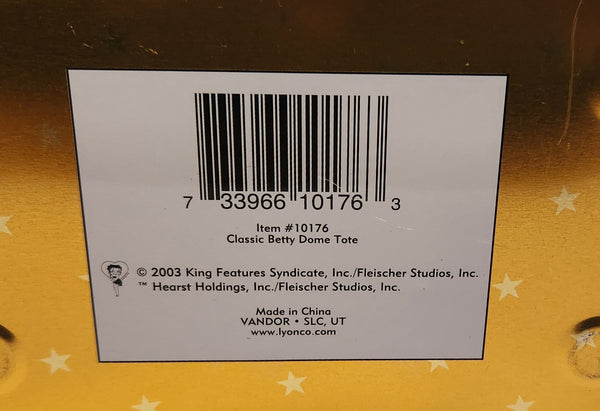 7 33966 10176 3
Item #10176
Classic Betty Dome Tote
© 2003 King Features Syndicate, Inc./Fleischer Studios, Inc.
™ Hearst Holdings, Inc./Fleischer Studios, Inc.
Made in China
VANDOR • SLC, UT
www.lyonco.com